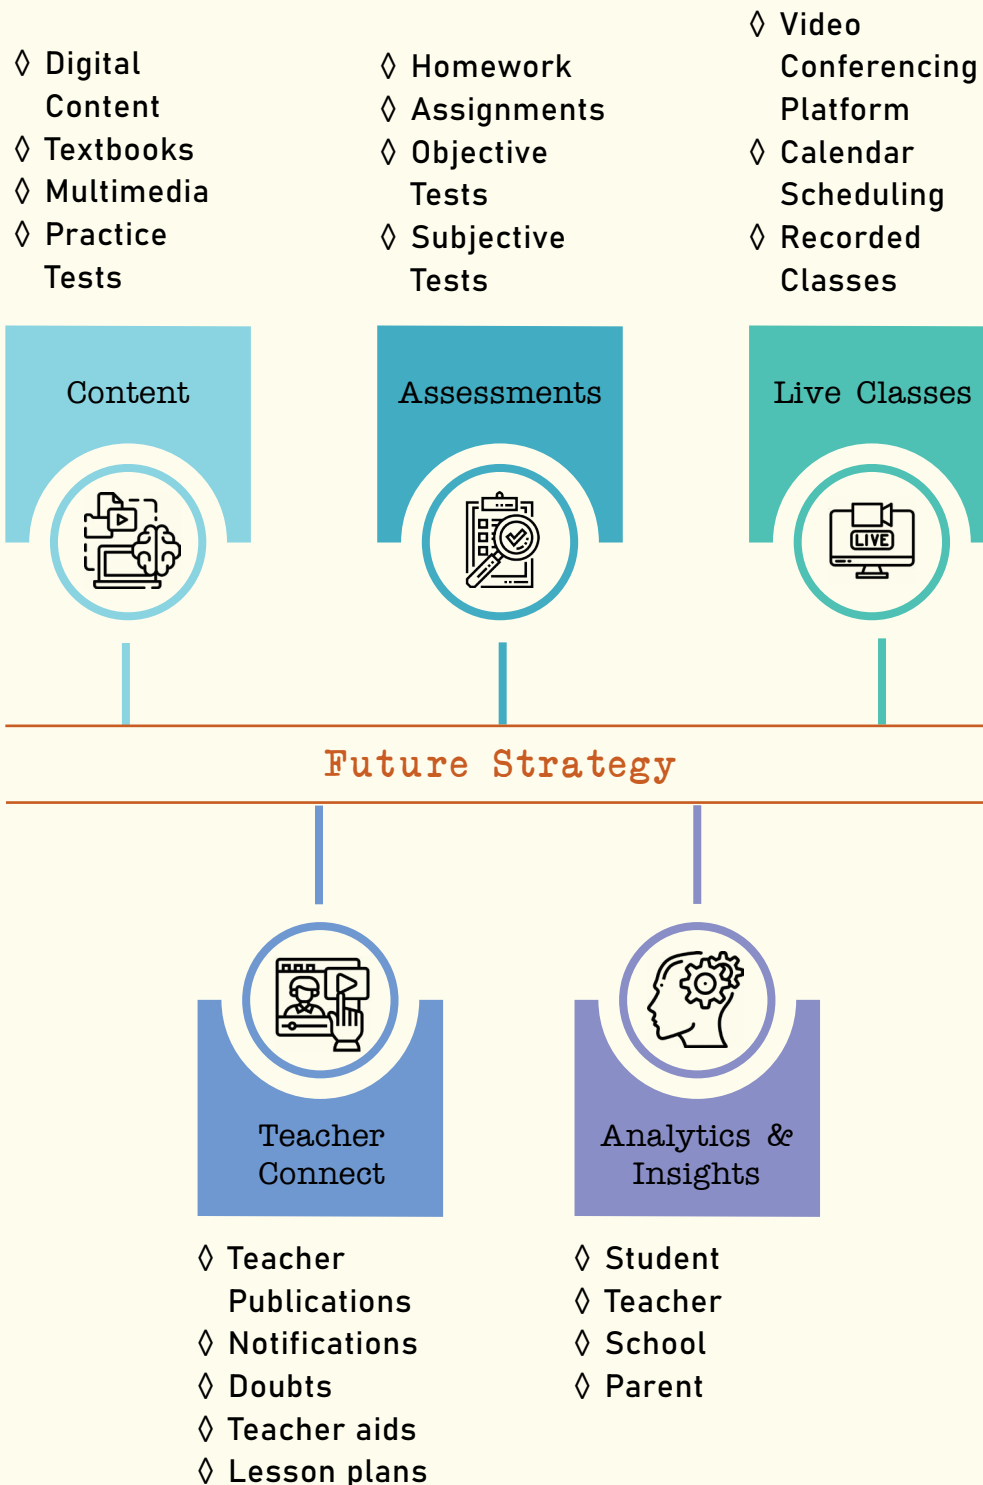 ◊ Digital
Content
◊ Textbooks
◊ Multimedia
◊ Practice
Tests
◊ Homework
◊ Assignments
◊ Objective
Tests
◊ Subjective
Tests
◊ Video
Conferencing
Platform
◊ Calendar
Scheduling
◊ Recorded
Classes
Content
Assessments
Live Classes
LIVE
Future Strategy
Teacher
Connect
Analytics &
Insights
◊ Teacher
Publications
◊ Notifications
◊ Doubts
◊ Teacher aids
◊ Lesson plans
◊ Student
◊ Teacher
◊ School
◊ Parent